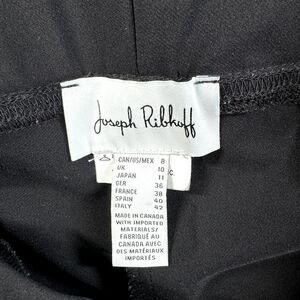 Joseph Ribkoff
CAN/US/MEX 8
UK 10
JAPAN 11
GER 36
FRANCE 38
SPAIN 40
ITALY 42
MADE IN CANADA
WITH IMPORTED
MATERIALS/
FABRIQUÉ AU
CANADA AVEC
DES MATÉRIELS
IMPORTÉS